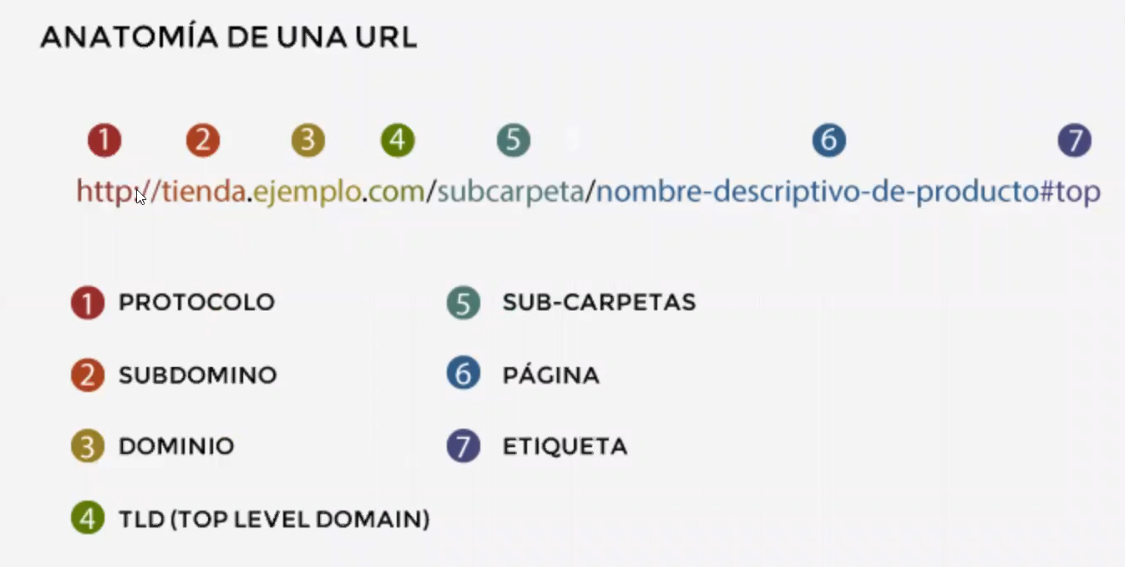 ANATOMÍA DE UNA URL
1 2 3 4 5 6 7
http://tienda.ejemplo.com/subcarpeta/nombre-descriptivo-de-producto#top
1 PROTOCOLO
2 SUBDOMINO
3 DOMINIO
4 TLD (TOP LEVEL DOMAIN)
5 SUB-CARPETAS
6 PÁGINA
7 ETIQUETA